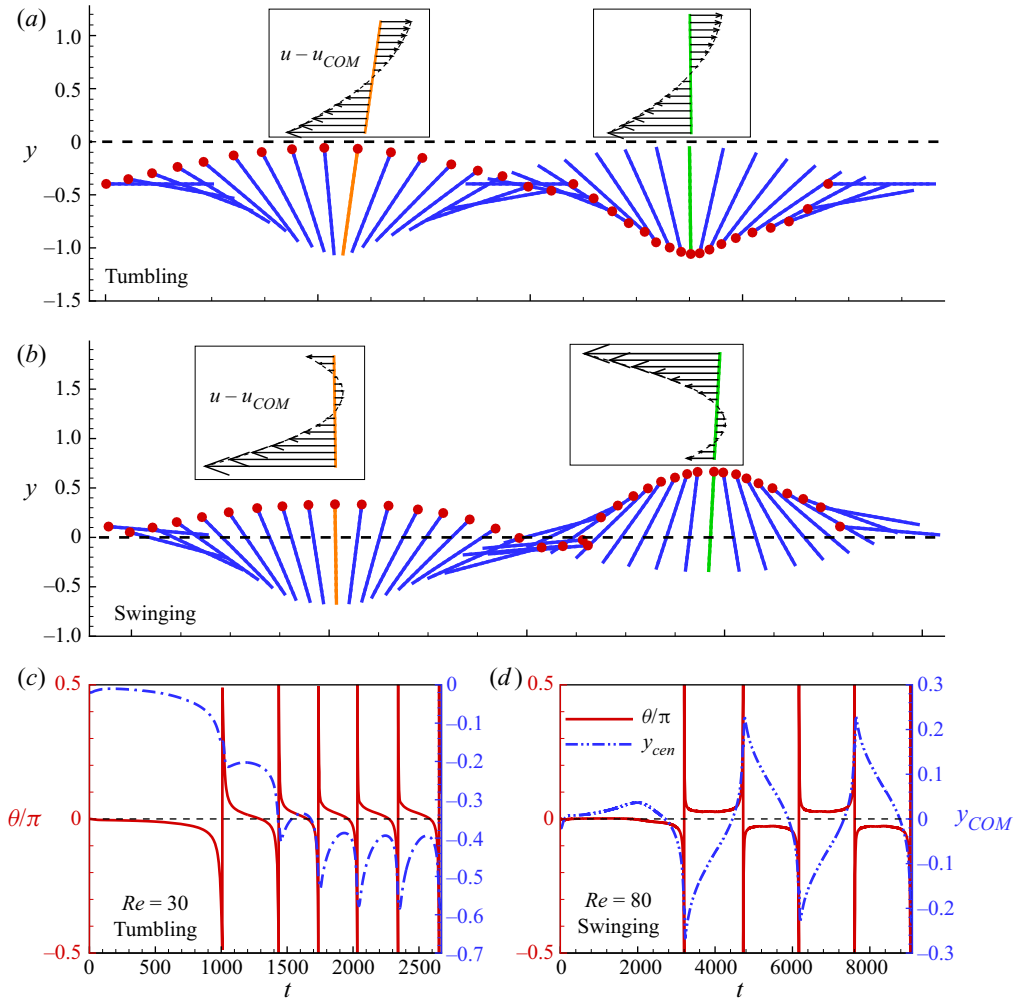 (a)
1.0
0.5
0
–0.5
–1.0
–1.5
y
u – u_COM
Tumbling
(b)
1.5
1.0
0.5
0
–0.5
–1.0
y
u – u_COM
Swinging
(c)
0.5
0
–0.5
θ/π
0
–0.1
–0.2
–0.3
–0.4
–0.5
–0.6
–0.7
Re = 30
Tumbling
0 500 1000 1500 2000 2500
t
(d)
0.5
0
–0.5
θ/π
y_cen
0.3
0.2
0.1
0
–0.1
–0.2
–0.3
y_COM
Re = 80
Swinging
0 2000 4000 6000 8000
t